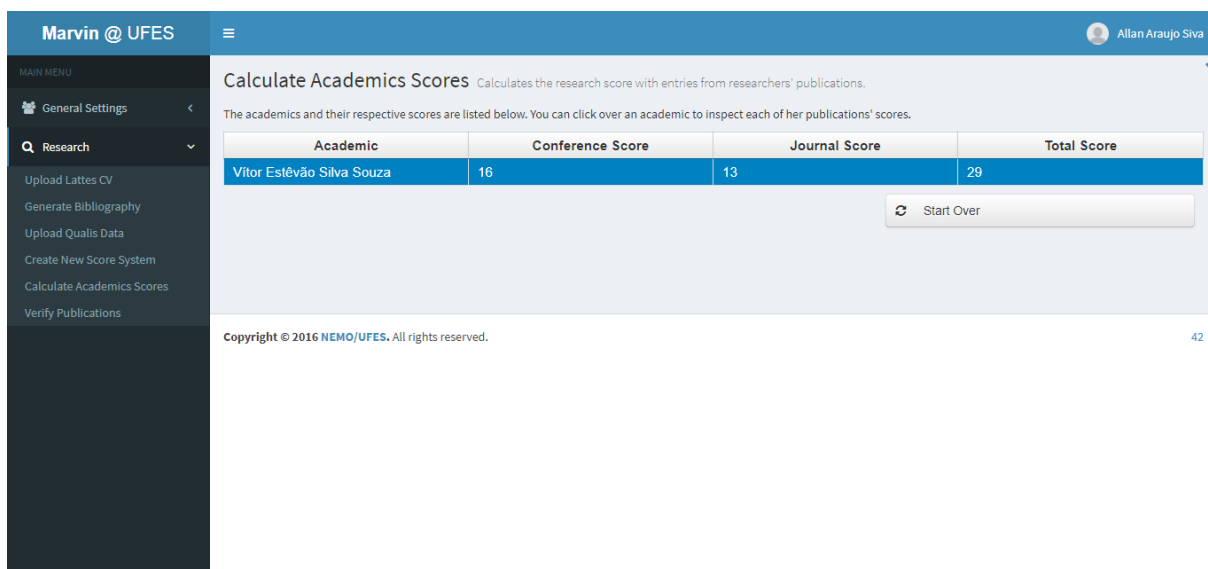 Marvin @ UFES
Allan Araujo Siva
MAIN MENU
General Settings
Research
Upload Lattes CV
Generate Bibliography
Upload Qualis Data
Create New Score System
Calculate Academics Scores
Verify Publications
Calculate Academics Scores Calculates the research score with entries from researchers' publications.
The academics and their respective scores are listed below. You can click over an academic to inspect each of her publications' scores.
Academic Conference Score Journal Score Total Score
Vítor Estêvão Silva Souza 16 13 29
Start Over
Copyright © 2016 NEMO/UFES. All rights reserved. 42